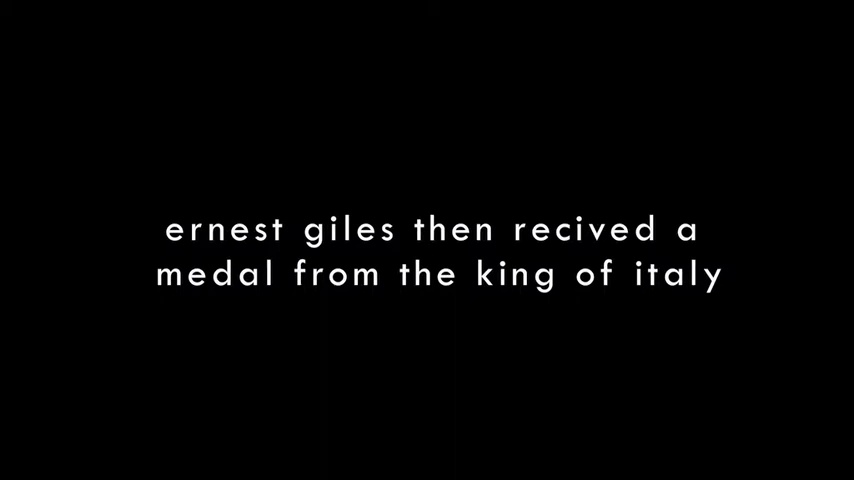 ernest giles then recived a
medal from the king of italy